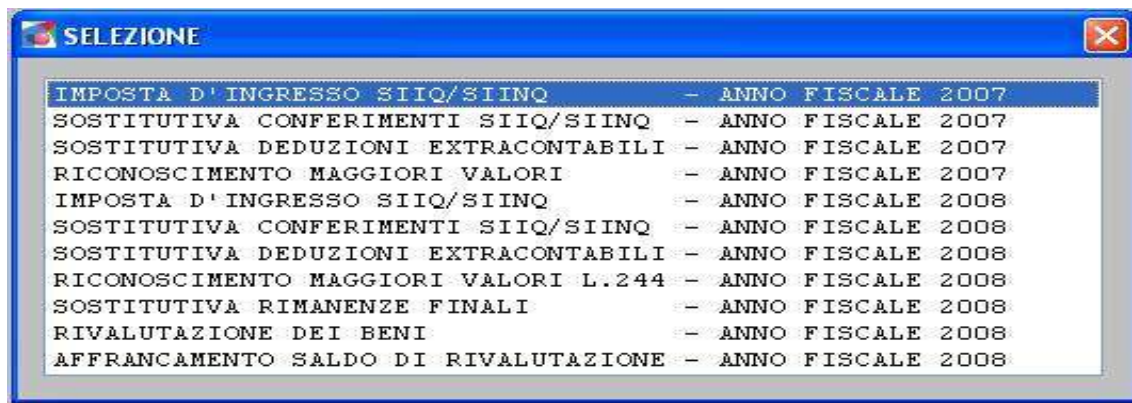 SELEZIONE
IMPOSTA D'INGRESSO SIIQ/SIINQ - ANNO FISCALE 2007
SOSTITUTIVA CONFERIMENTI SIIQ/SIINQ - ANNO FISCALE 2007
SOSTITUTIVA DEDUZIONI EXTRACONTABILI - ANNO FISCALE 2007
RICONOSCIMENTO MAGGIORI VALORI - ANNO FISCALE 2007
IMPOSTA D'INGRESSO SIIQ/SIINQ - ANNO FISCALE 2008
SOSTITUTIVA CONFERIMENTI SIIQ/SIINQ - ANNO FISCALE 2008
SOSTITUTIVA DEDUZIONI EXTRACONTABILI - ANNO FISCALE 2008
RICONOSCIMENTO MAGGIORI VALORI L.244 - ANNO FISCALE 2008
SOSTITUTIVA RIMANENZE FINALI - ANNO FISCALE 2008
RIVALUTAZIONE DEI BENI - ANNO FISCALE 2008
AFFRANCAMENTO SALDO DI RIVALUTAZIONE - ANNO FISCALE 2008